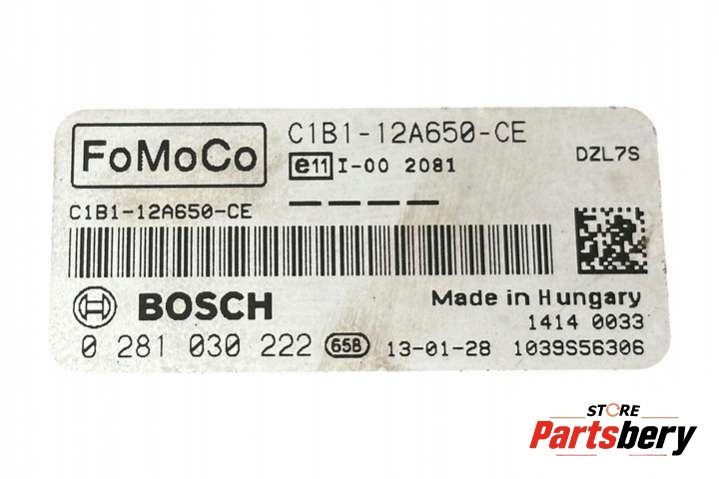 FoMoCo
C1B1-12A650-CE
e11 I-00 2081
DZL7S
C1B1-12A650-CE
BOSCH
Made in Hungary
1414 0033
0 281 030 222 658 13-01-28 1039S56306
STORE
Partsbery